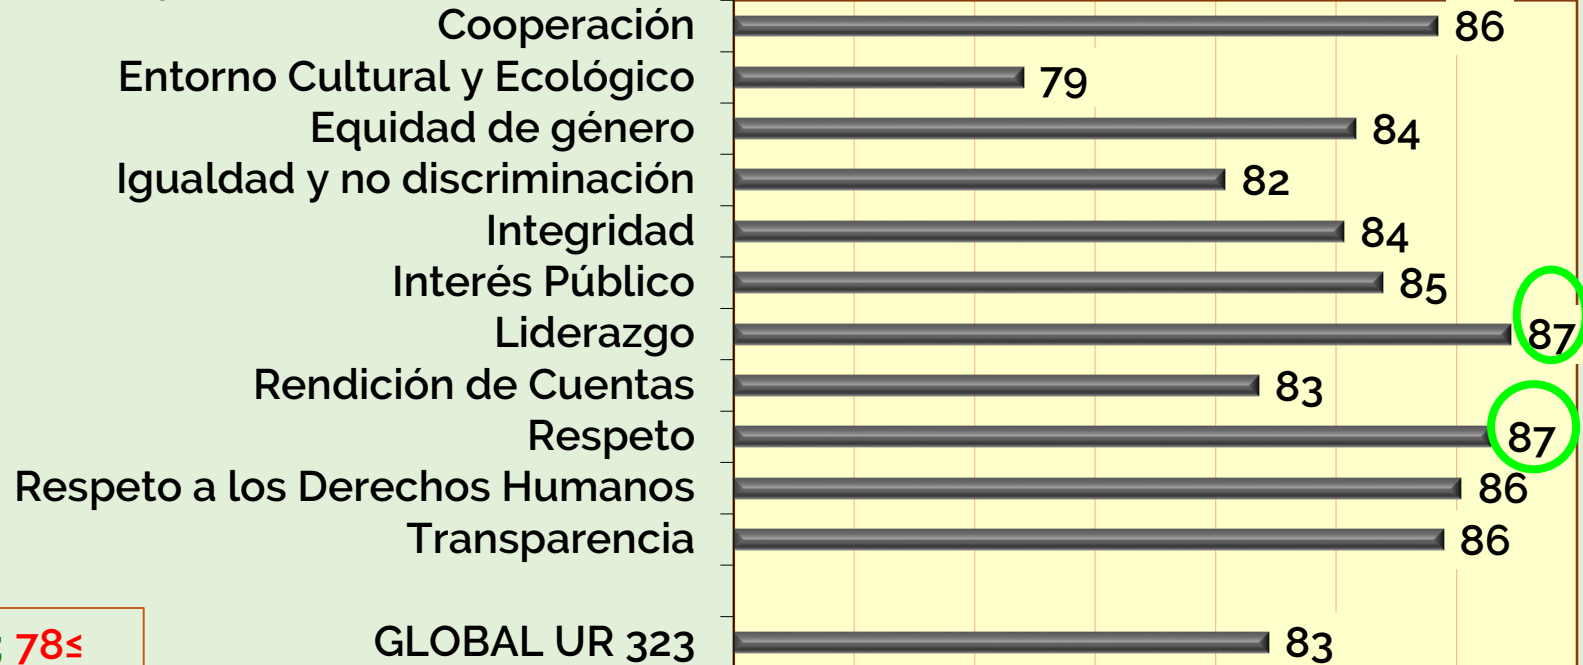 Cooperación 86
Entorno Cultural y Ecológico 79
Equidad de género 84
Igualdad y no discriminación 82
Integridad 84
Interés Público 85
Liderazgo 87
Rendición de Cuentas 83
Respeto 87
Respeto a los Derechos Humanos 86
Transparencia 86
; 78≤
GLOBAL UR 323 83